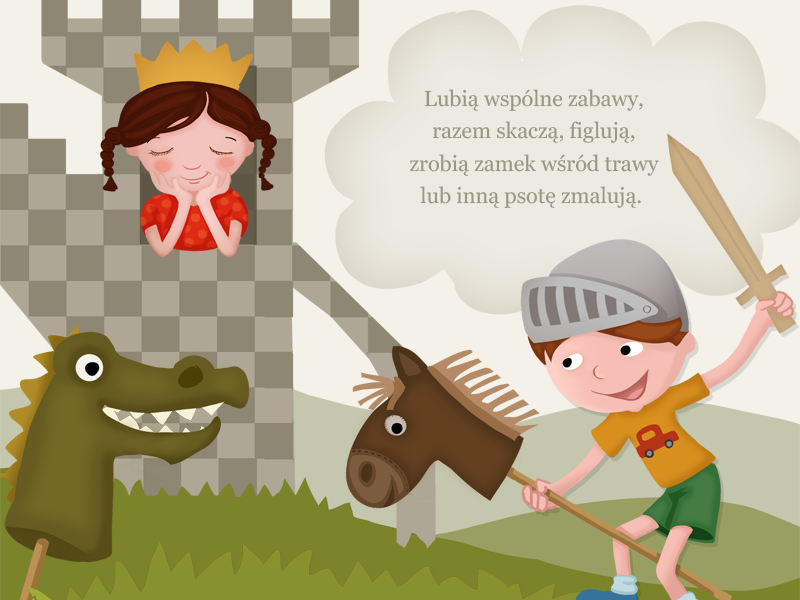 Lubią wspólne zabawy,
razem skaczą, figlują,
zrobią zamek wśród trawy
lub inną psotę zmalują.